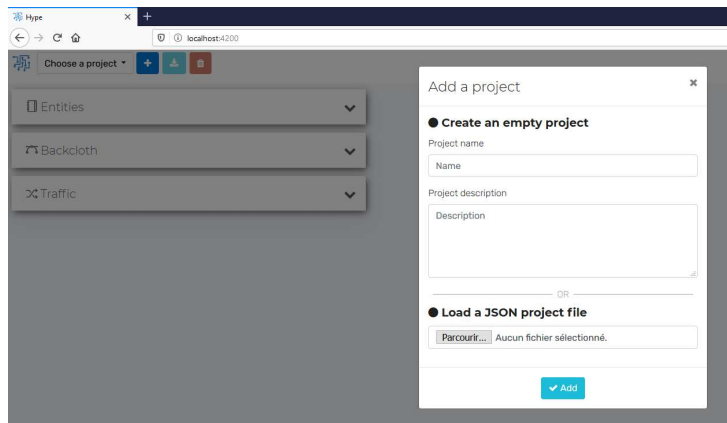 Hype
localhost:4200
Choose a project
Entities
Backcloth
Traffic
Add a project
Create an empty project
Project name
Name
Project description
Description
OR
Load a JSON project file
Parcourir... Aucun fichier sélectionné.
Add